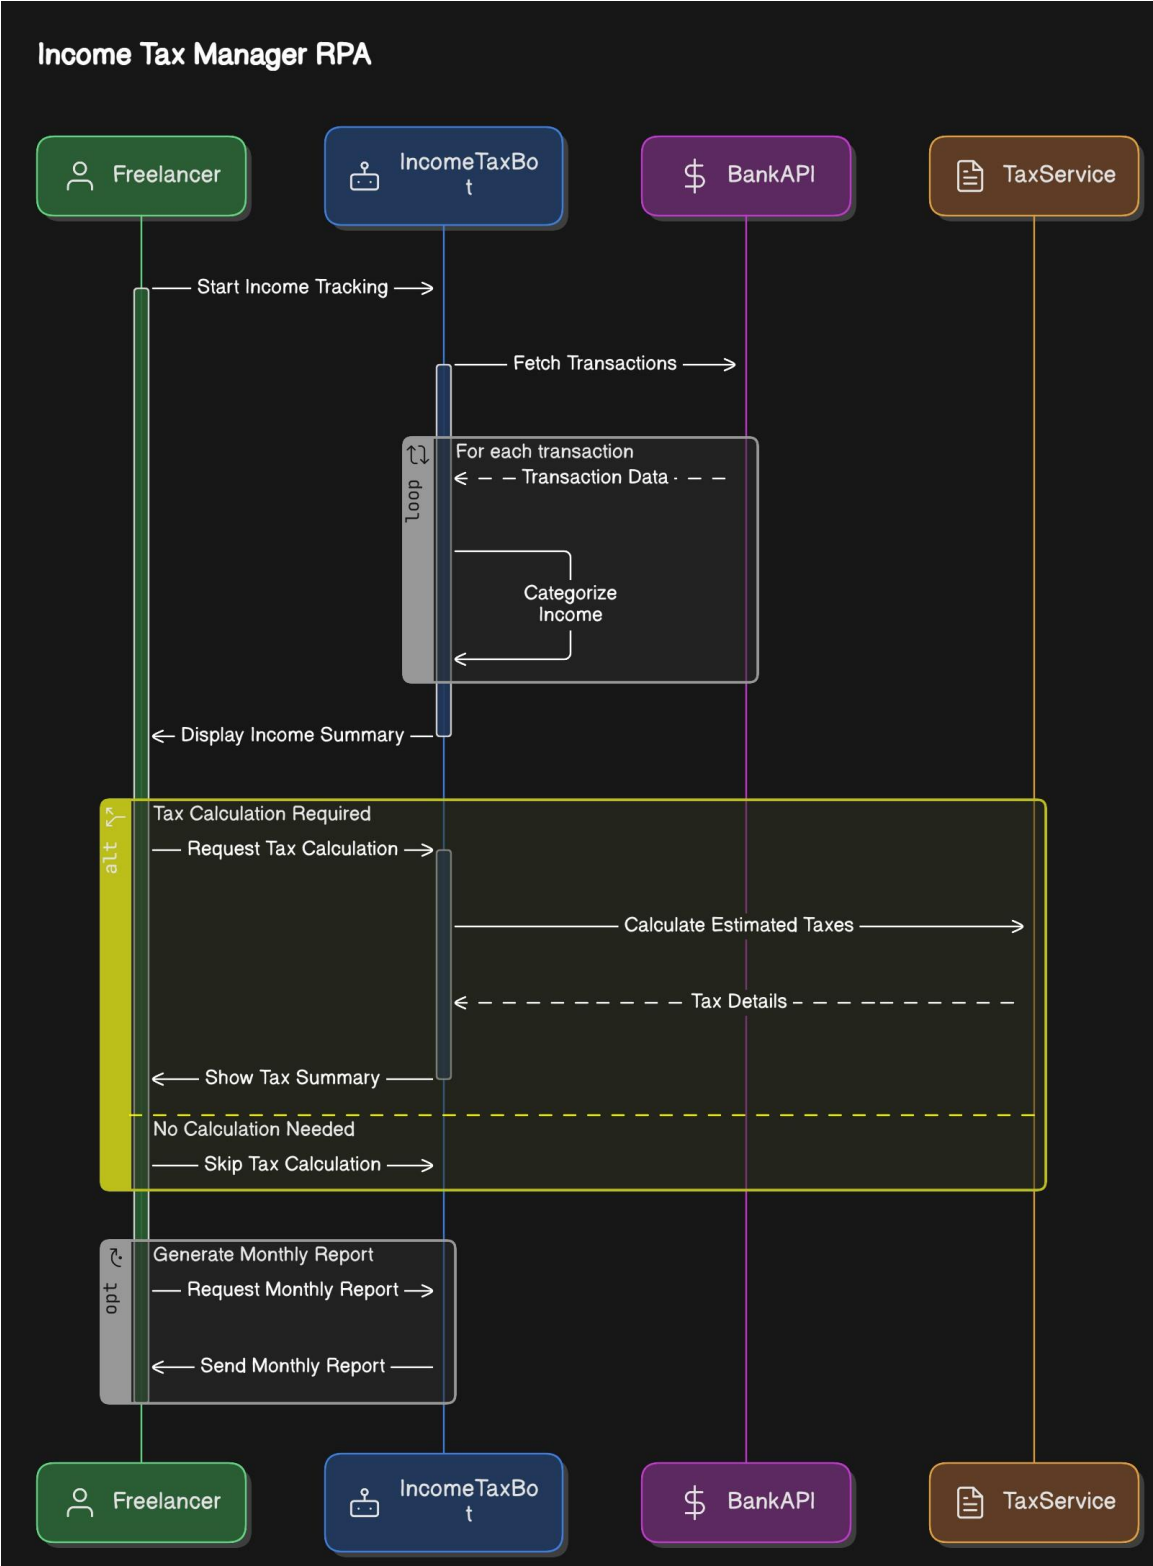 Income Tax Manager RPA
Freelancer
IncomeTaxBo
t
BankAPI
TaxService
Start Income Tracking
Fetch Transactions
loop
For each transaction
Transaction Data
Categorize
Income
Display Income Summary
alt
Tax Calculation Required
Request Tax Calculation
Calculate Estimated Taxes
Tax Details
Show Tax Summary
No Calculation Needed
Skip Tax Calculation
opt
Generate Monthly Report
Request Monthly Report
Send Monthly Report
Freelancer
IncomeTaxBo
t
BankAPI
TaxService